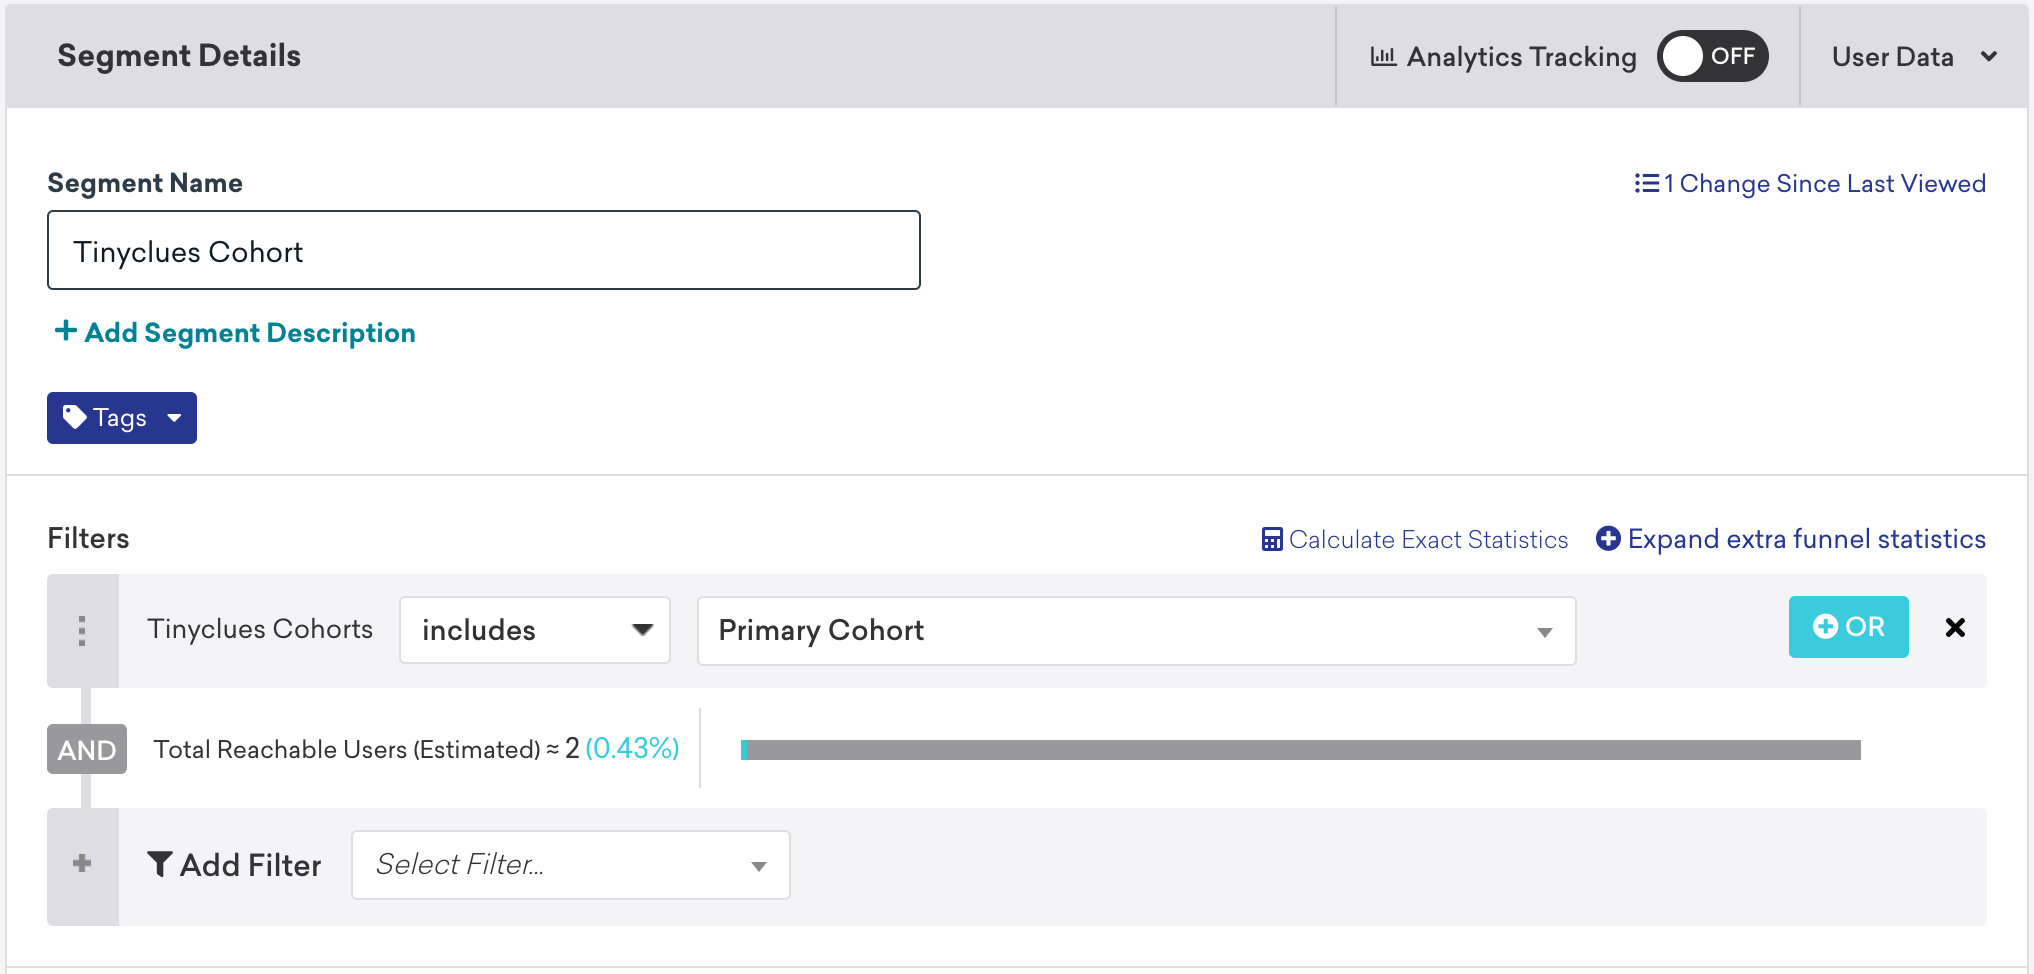 Segment Details
Analytics Tracking OFF
User Data
Segment Name
1 Change Since Last Viewed
Tinyclues Cohort
+ Add Segment Description
Tags
Filters
Calculate Exact Statistics
Expand extra funnel statistics
Tinyclues Cohorts includes Primary Cohort OR
AND Total Reachable Users (Estimated) ≈ 2 (0.43%)
Add Filter Select Filter...